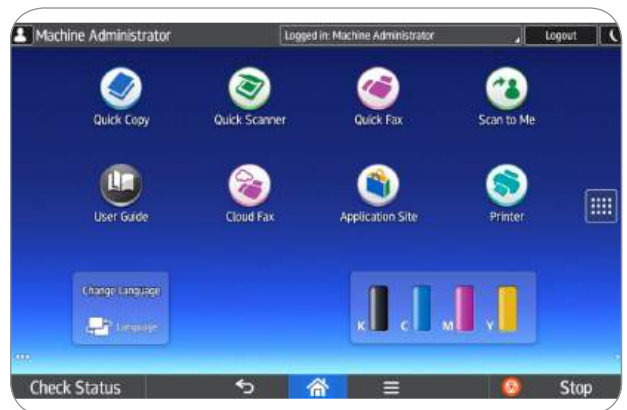 Machine Administrator
Logged in: Machine Administrator
Logout
Quick Copy
Quick Scanner
Quick Fax
Scan to Me
User Guide
Cloud Fax
Application Site
Printer
Change Language
Language
K C M Y
Check Status
Stop